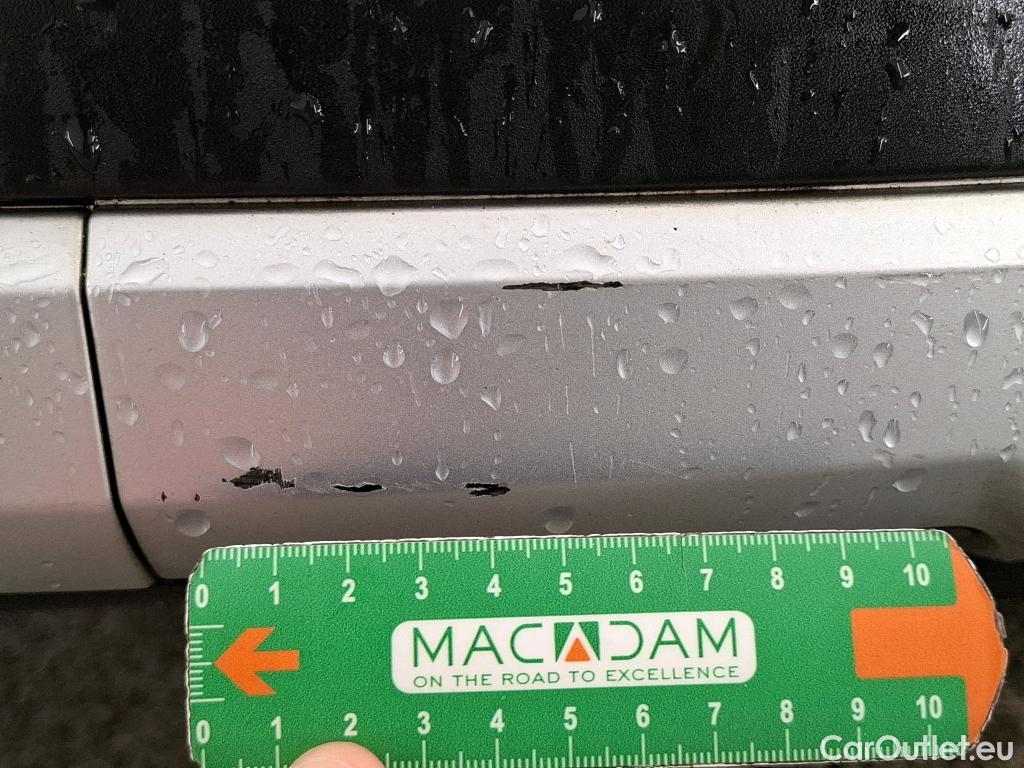 0 1 2 3 4 5 6 7 8 9 10
MACADAM
ON THE ROAD TO EXCELLENCE
0 1 2 3 4 5 6 7 8 9 10
CarOutlet.eu